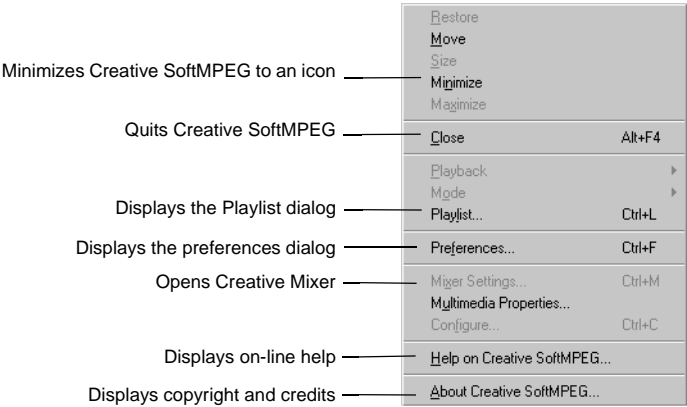 Restore
Move
Size
Minimizes Creative SoftMPEG to an icon
Minimize
Maximize
Quits Creative SoftMPEG
Close Alt+F4
Playback
Mode
Displays the Playlist dialog
Playlist... Ctrl+L
Displays the preferences dialog
Preferences... Ctrl+F
Opens Creative Mixer
Mixer Settings... Ctrl+M
Multimedia Properties...
Configure... Ctrl+C
Displays on-line help
Help on Creative SoftMPEG...
Displays copyright and credits
About Creative SoftMPEG...